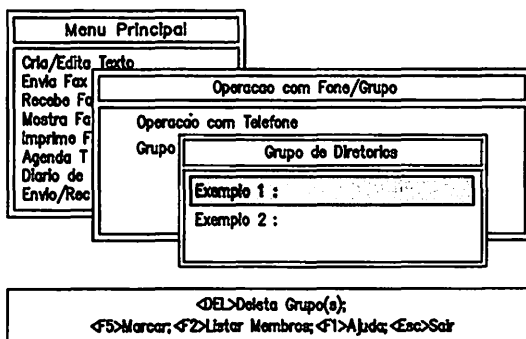 Menu Principal
Cria/Edita Texto
Envia Fax
Recebe Fa
Mostra Fa
Imprime F
Agenda T
Diario de
Envio/Rec
Operacao com Fone/Grupo
Operacao com Telefone
Grupo
Grupo de Diretorios
Exemplo 1 :
Exemplo 2 :
<DEL>Deleta Grupo(s);
<F5>Marcar; <F2>Listar Membros; <F1>Ajuda; <Esc>Sair